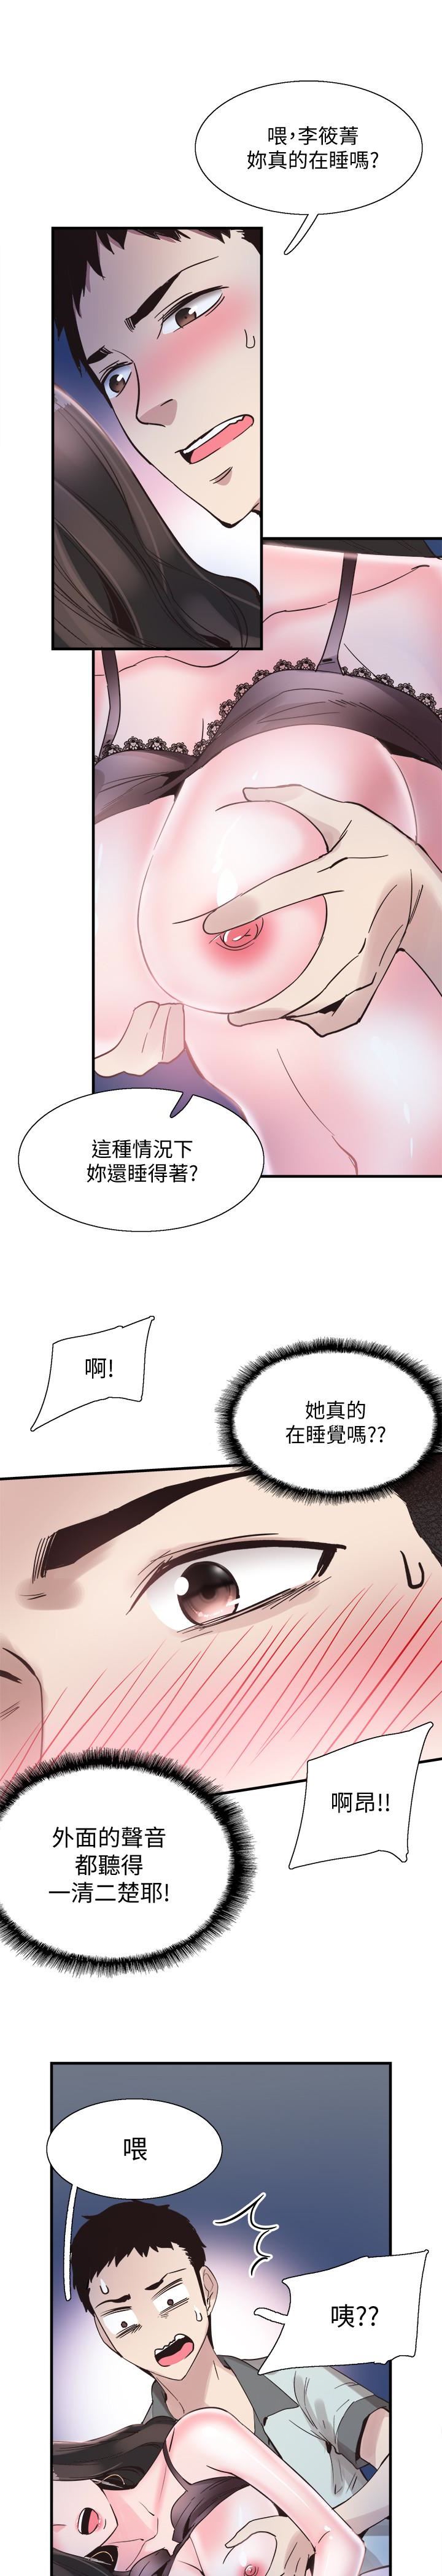 喂,李筱菁
妳真的在睡嗎?
這種情況下
妳還睡得著?
啊!
她真的
在睡覺嗎??
啊昂!!
外面的聲音
都聽得
一清二楚耶!
喂
咦??